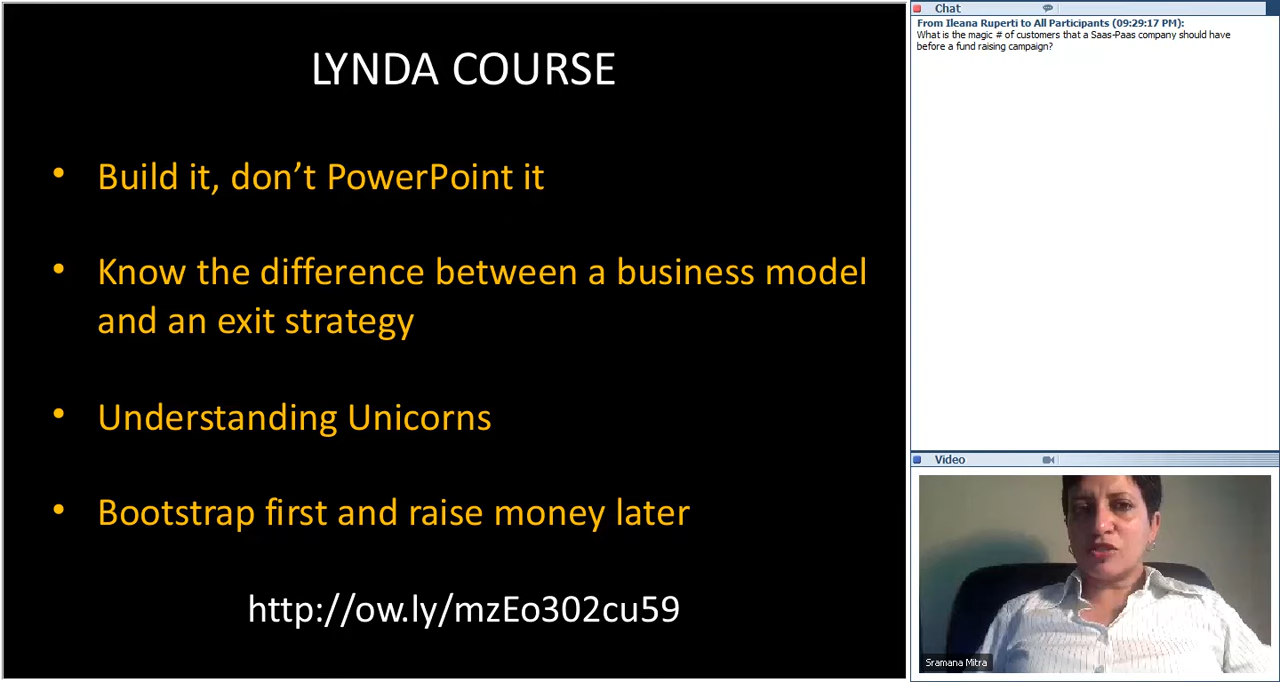 LYNDA COURSE
• Build it, don’t PowerPoint it
• Know the difference between a business model
and an exit strategy
• Understanding Unicorns
• Bootstrap first and raise money later
http://ow.ly/mzEo302cu59
Chat
From Ileana Ruperti to All Participants (09:29:17 PM):
What is the magic # of customers that a Saas-Paas company should have
before a fund raising campaign?
Video
Sramana Mitra